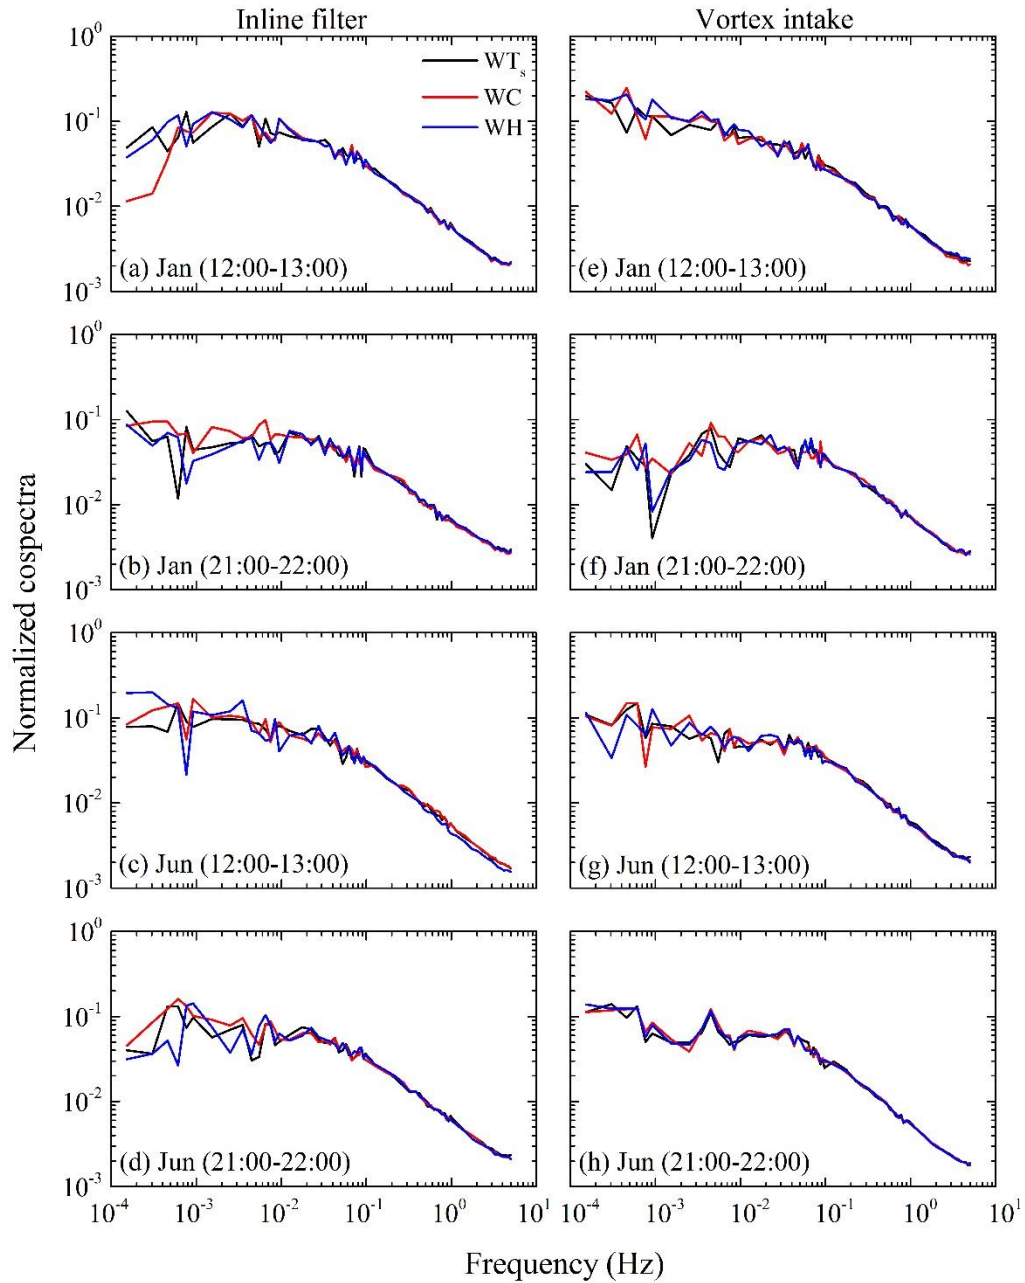 Inline filter
Vortex intake
10^0
10^-1
10^-2
10^-3
WT_s
WC
WH
(a) Jan (12:00-13:00)
(e) Jan (12:00-13:00)
10^0
10^-1
10^-2
10^-3
(b) Jan (21:00-22:00)
(f) Jan (21:00-22:00)
Normalized cospectra
10^0
10^-1
10^-2
10^-3
(c) Jun (12:00-13:00)
(g) Jun (12:00-13:00)
10^0
10^-1
10^-2
10^-3
(d) Jun (21:00-22:00)
(h) Jun (21:00-22:00)
10^-4 10^-3 10^-2 10^-1 10^0 10^1 10^-4 10^-3 10^-2 10^-1 10^0 10^1
Frequency (Hz)